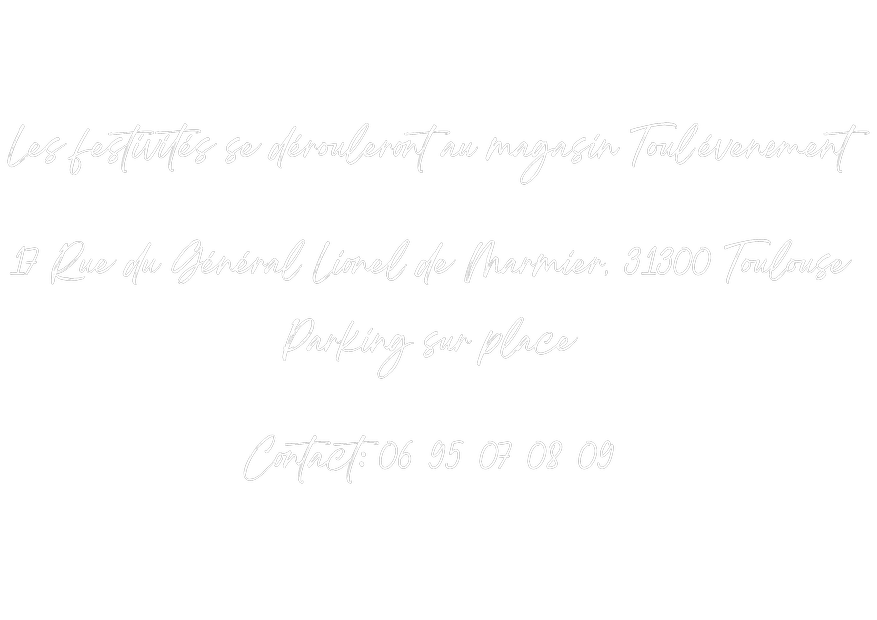 Les festivités se dérouleront au magasin Toulévenement
17 Rue du Général Lionel de Marmier, 31300 Toulouse
Parking sur place
Contact: 06 95 07 08 09